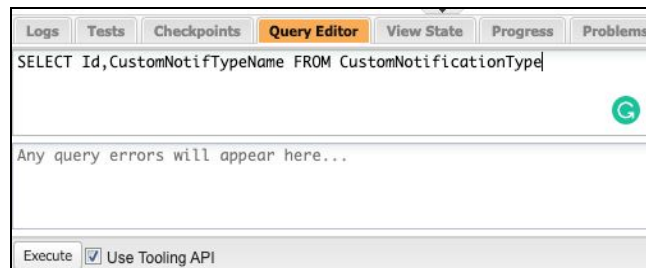 Logs Tests Checkpoints Query Editor View State Progress Problems
SELECT Id,CustomNotifTypeName FROM CustomNotificationType
Any query errors will appear here...
Execute Use Tooling API